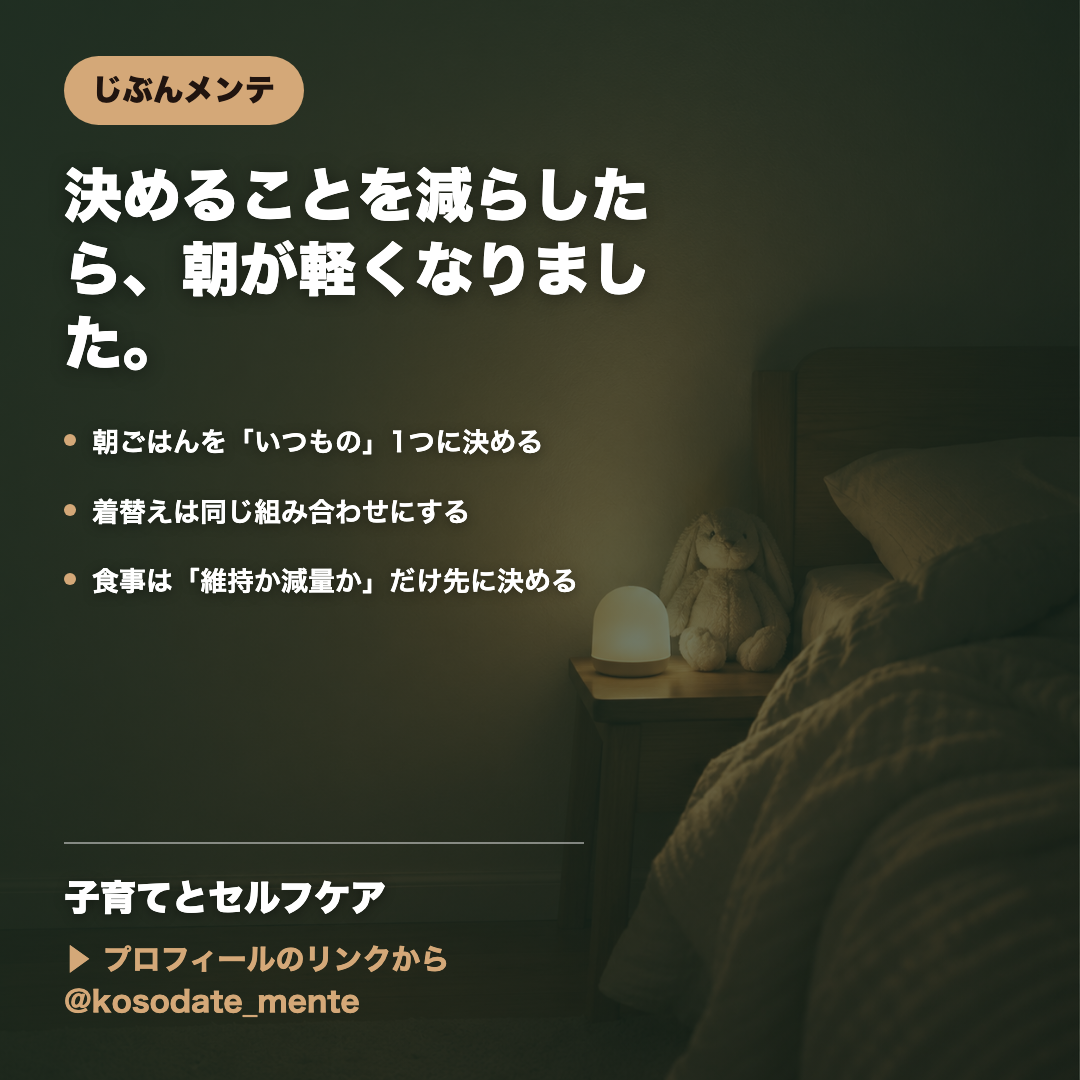 じぶんメンテ
決めることを減らした
ら、朝が軽くなりまし
た。
朝ごはんを「いつもの」1つに決める
着替えは同じ組み合わせにする
食事は「維持か減量か」だけ先に決める
子育てとセルフケア
▶ プロフィールのリンクから
@kosodate_mente